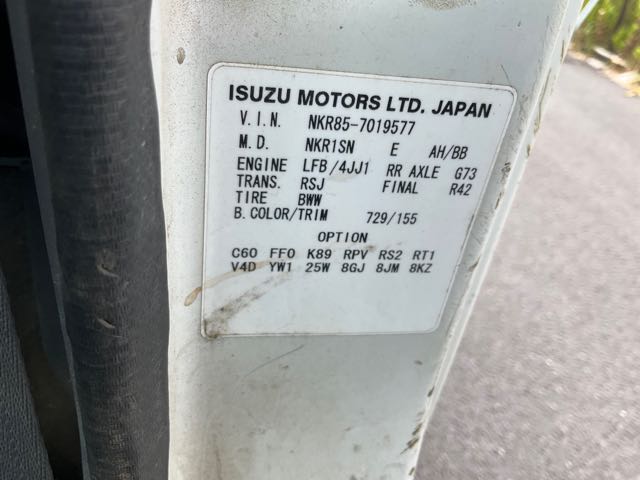 ISUZU MOTORS LTD. JAPAN
V.I.N. NKR85-7019577
M.D. NKR1SN E AH/BB
ENGINE LFB/4JJ1 RR AXLE G73
TRANS. RSJ FINAL R42
TIRE BWW
B.COLOR/TRIM 729/155
OPTION
C60 FF0 K89 RPV RS2 RT1
V4D YW1 25W 8GJ 8JM 8KZ